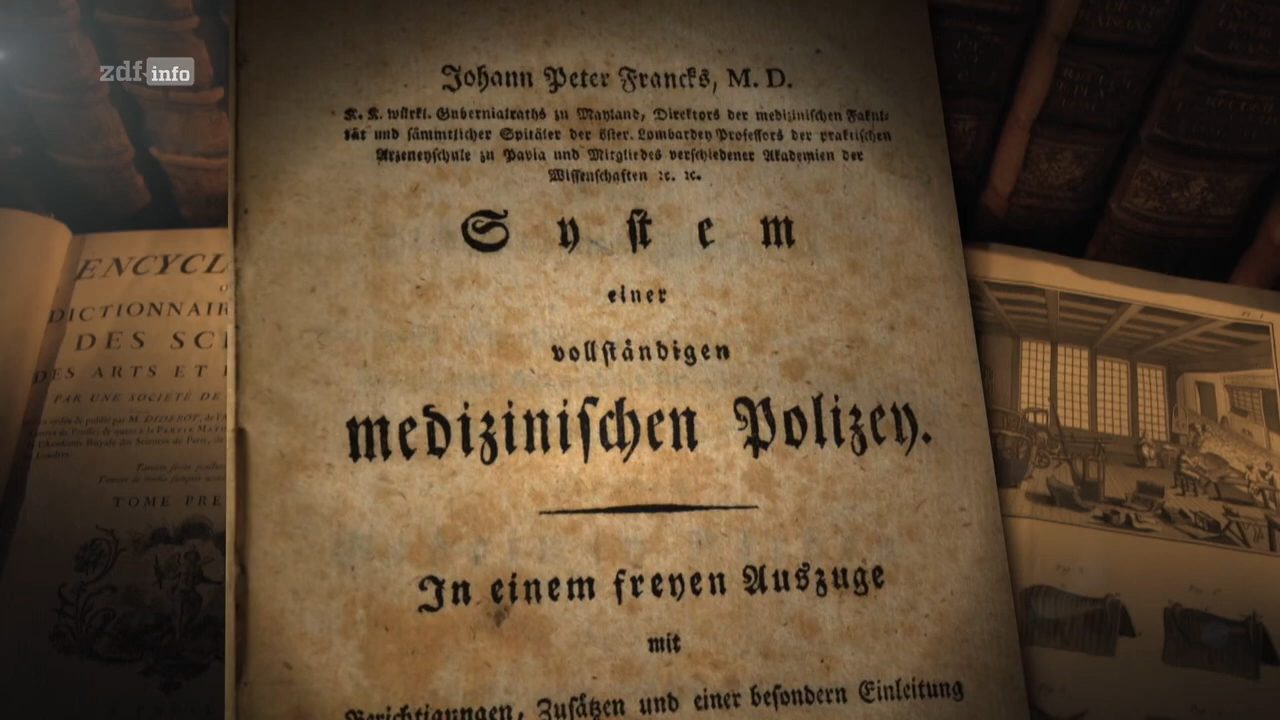 zdf info
Johann Peter Francks, M. D.
K. K. würkl. Gubernialraths zu Mayland, Direktors der medizinischen Fakul-
tät und sämmtlicher Spitäler der öster. Lombardey Professors der praktischen
Arzeneyschule zu Pavia und Mitgliedes verschiedener Akademien der
Wissenschaften ꝛc. ꝛc.
System
einer
vollständigen
medizinischen Polizey.
In einem freyen Auszuge
mit
Berichtigungen, Zusätzen und einer besondern Einleitung
ENCYCL
DICTIONNAIR
DES SCI
DES ARTS ET
PAR UNE SOCIETÉ DE
TOME PRE